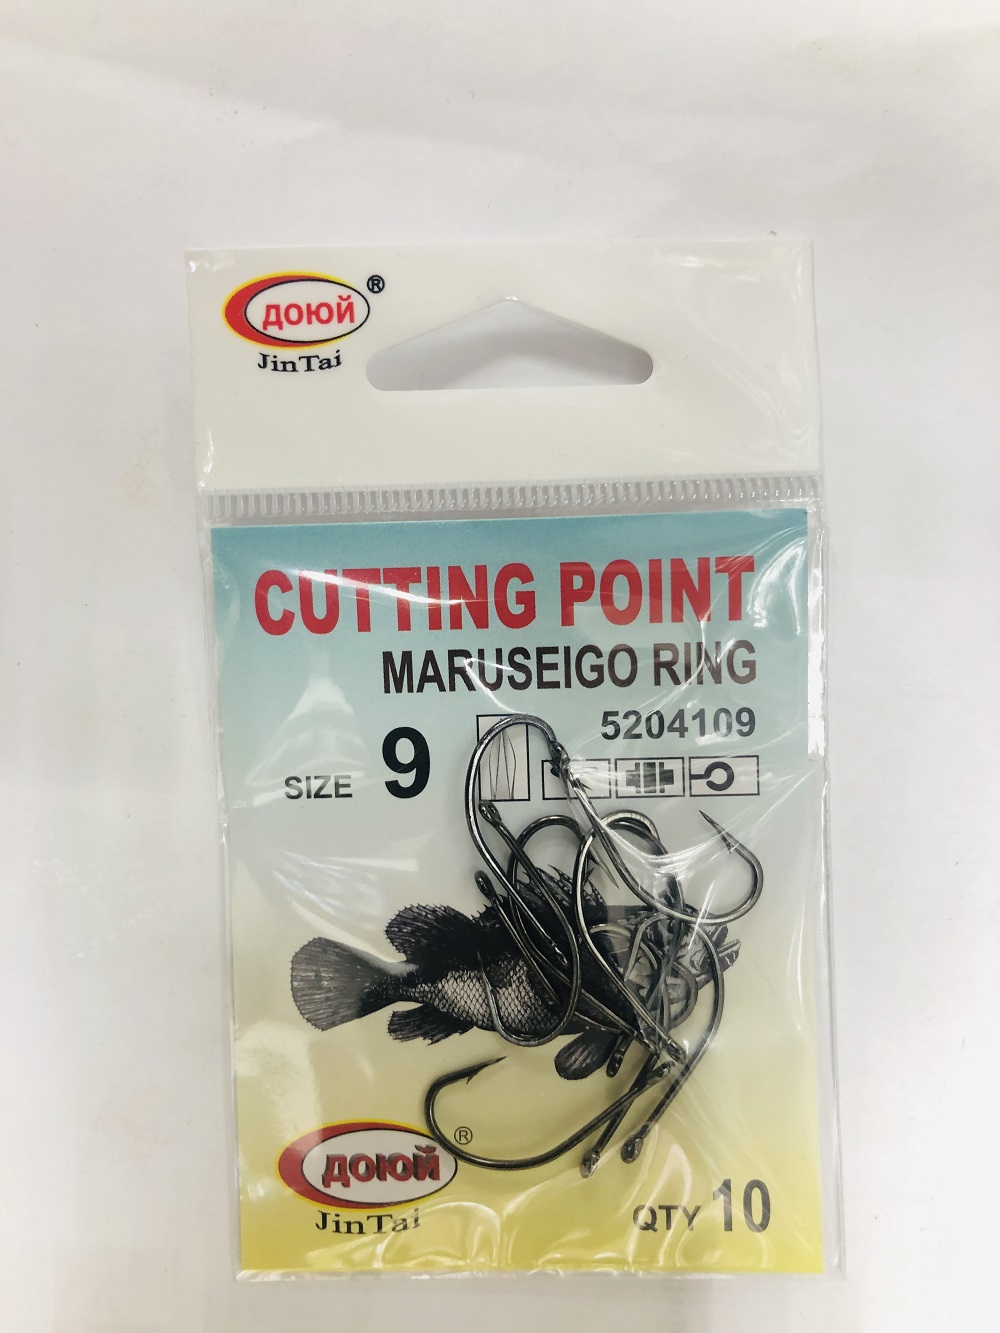 ДОЮЙ ®
JinTai
CUTTING POINT
MARUSEIGO RING
5204109
SIZE 9
ДОЮЙ ®
JinTai
QTY 10